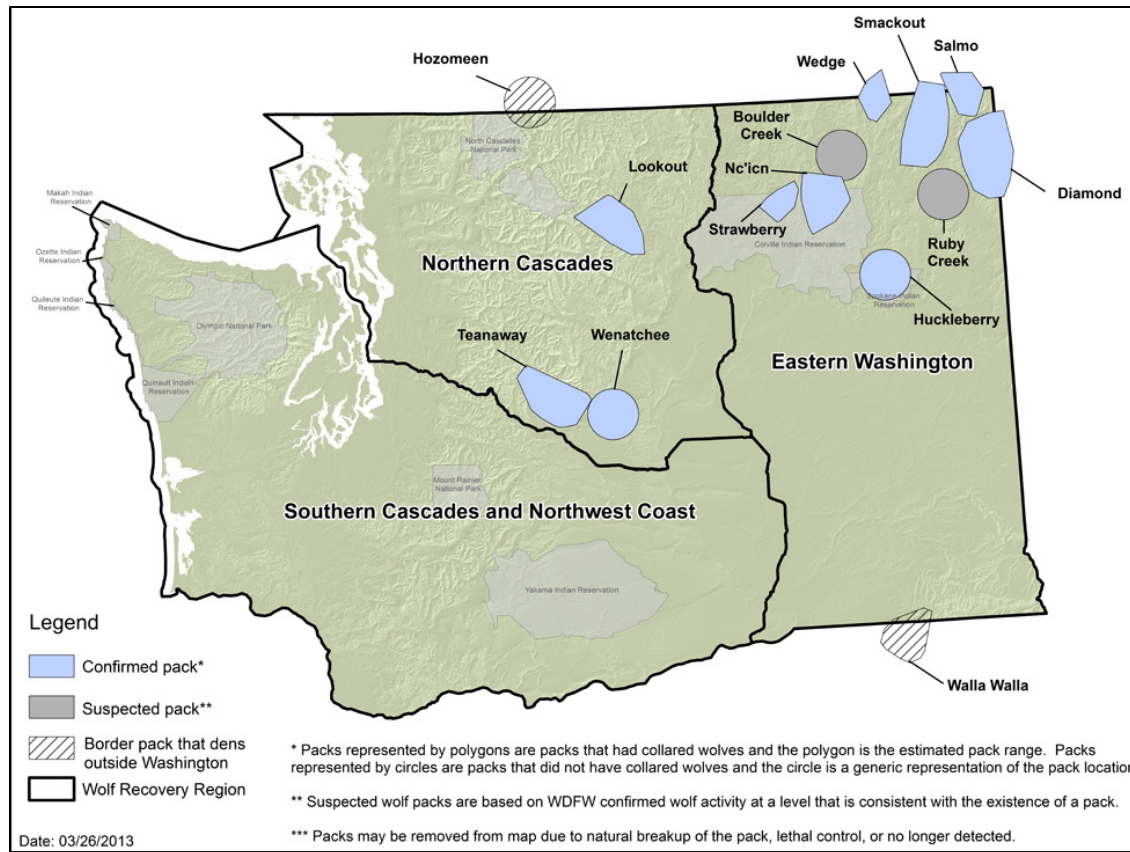 Smackout
Salmo
Wedge
Hozomeen
Boulder
Creek
North Cascades
National Park
Nc'icn
Lookout
Makah Indian
Reservation
Diamond
Strawberry
Colville Indian Reservation
Ruby
Creek
Ozette Indian
Reservation
Northern Cascades
Quileute Indian
Reservation
Spokane Indian
Reservation
Huckleberry
Olympic National Park
Teanaway
Wenatchee
Eastern Washington
Quinault Indian
Reservation
Mount Rainier
National Park
Southern Cascades and Northwest Coast
Yakama Indian Reservation
Walla Walla
Legend
Confirmed pack*
Suspected pack**
Border pack that dens
outside Washington
Wolf Recovery Region
* Packs represented by polygons are packs that had collared wolves and the polygon is the estimated pack range.  Packs
represented by circles are packs that did not have collared wolves and the circle is a generic representation of the pack location
** Suspected wolf packs are based on WDFW confirmed wolf activity at a level that is consistent with the existence of a pack.
*** Packs may be removed from map due to natural breakup of the pack, lethal control, or no longer detected.
Date: 03/26/2013